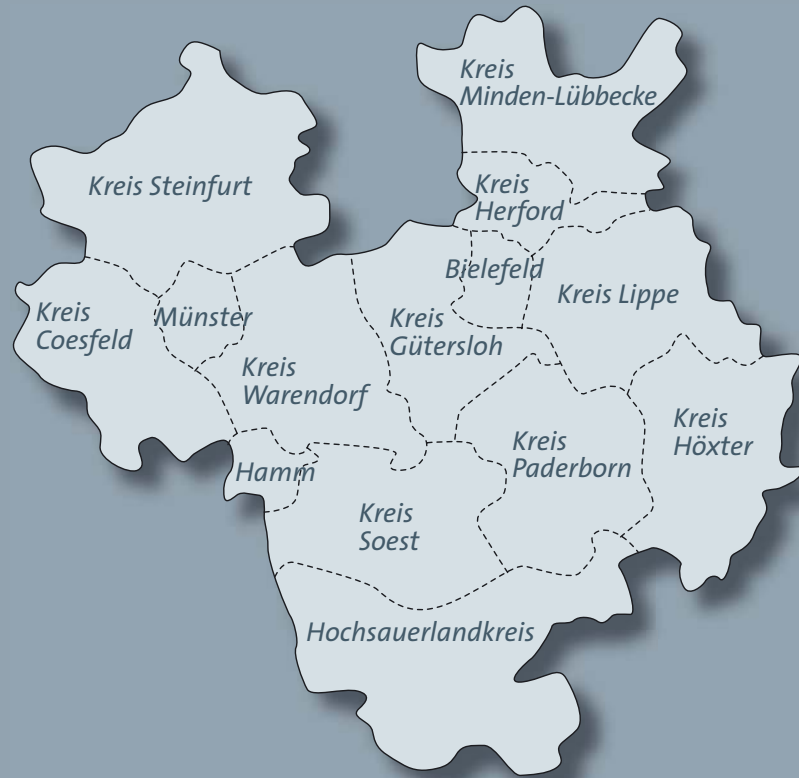 Kreis
Minden-Lübbecke
Kreis Steinfurt
Kreis
Herford
Bielefeld
Kreis Lippe
Kreis
Coesfeld
Münster
Kreis
Gütersloh
Kreis
Warendorf
Kreis
Höxter
Kreis
Paderborn
Hamm
Kreis
Soest
Hochsauerlandkreis